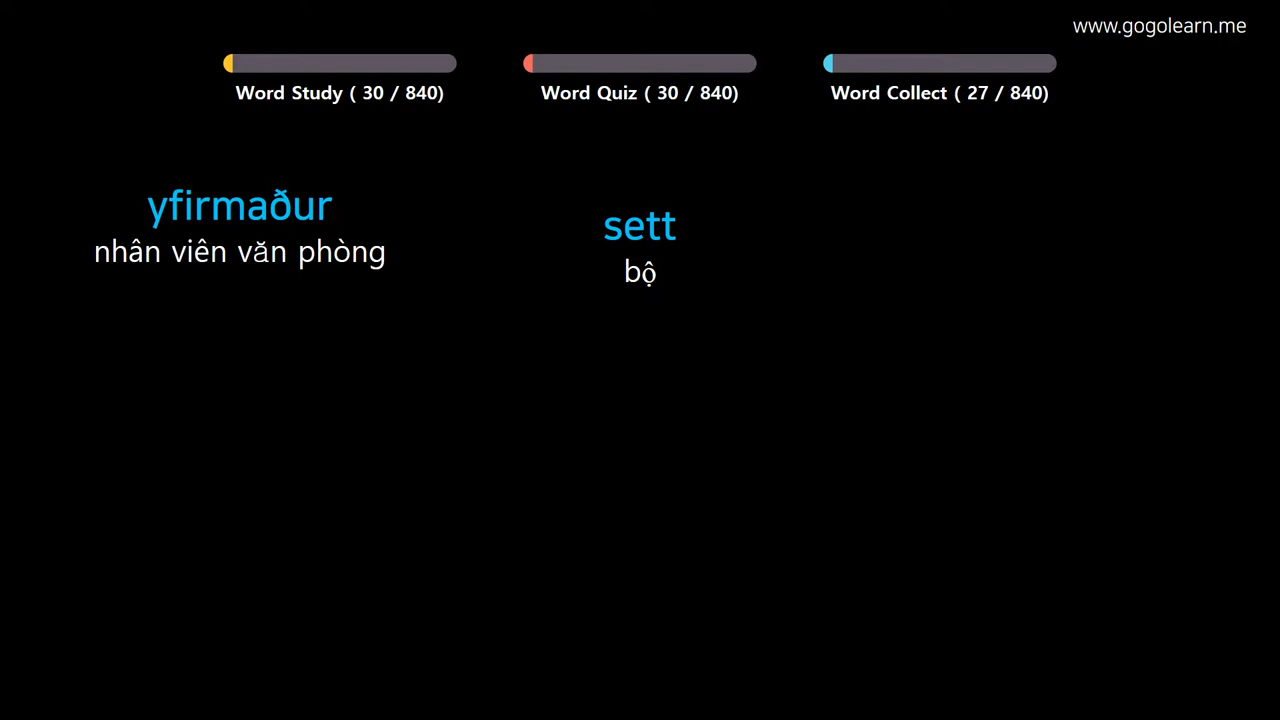 www.gogolearn.me
Word Study ( 30 / 840)
Word Quiz ( 30 / 840)
Word Collect ( 27 / 840)
yfirmaður
nhân viên văn phòng
sett
bộ